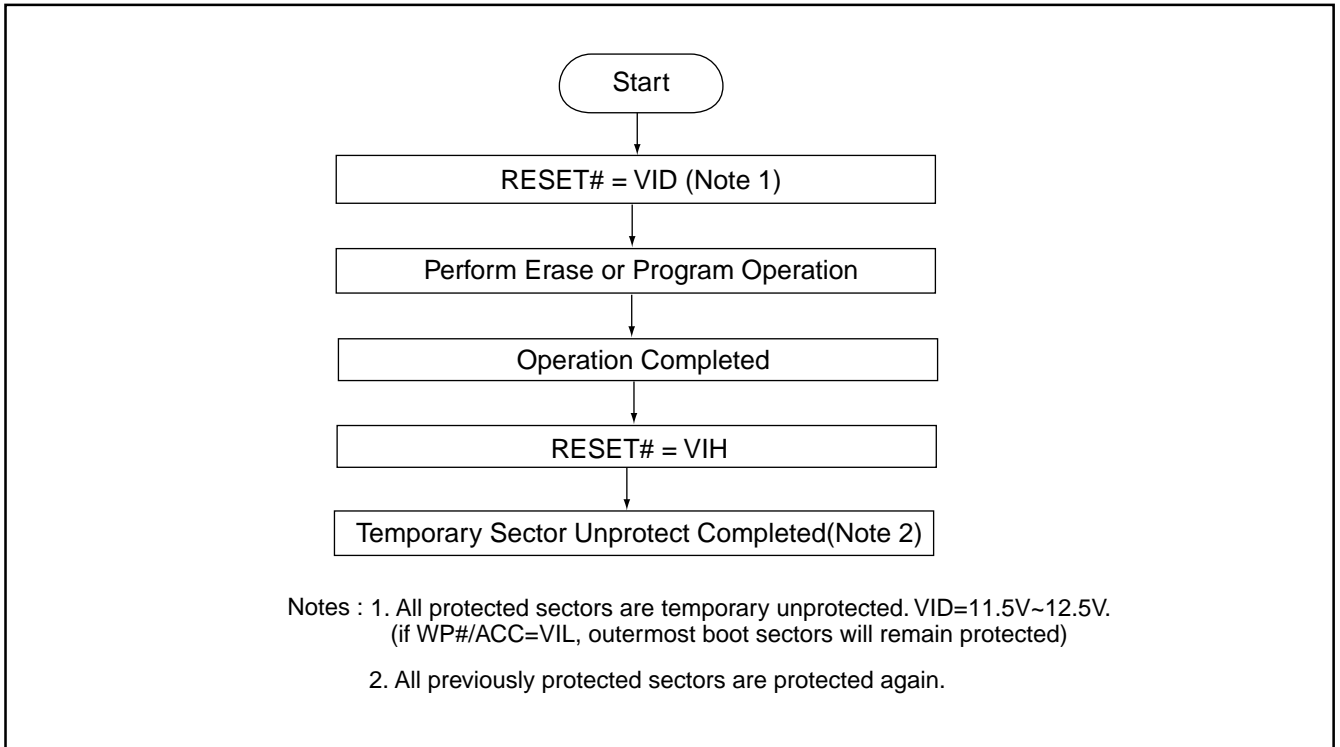 Start
RESET# = VID (Note 1)
Perform Erase or Program Operation
Operation Completed
RESET# = VIH
Temporary Sector Unprotect Completed(Note 2)
Notes : 1. All protected sectors are temporary unprotected. VID=11.5V~12.5V.
(if WP#/ACC=VIL, outermost boot sectors will remain protected)
2. All previously protected sectors are protected again.